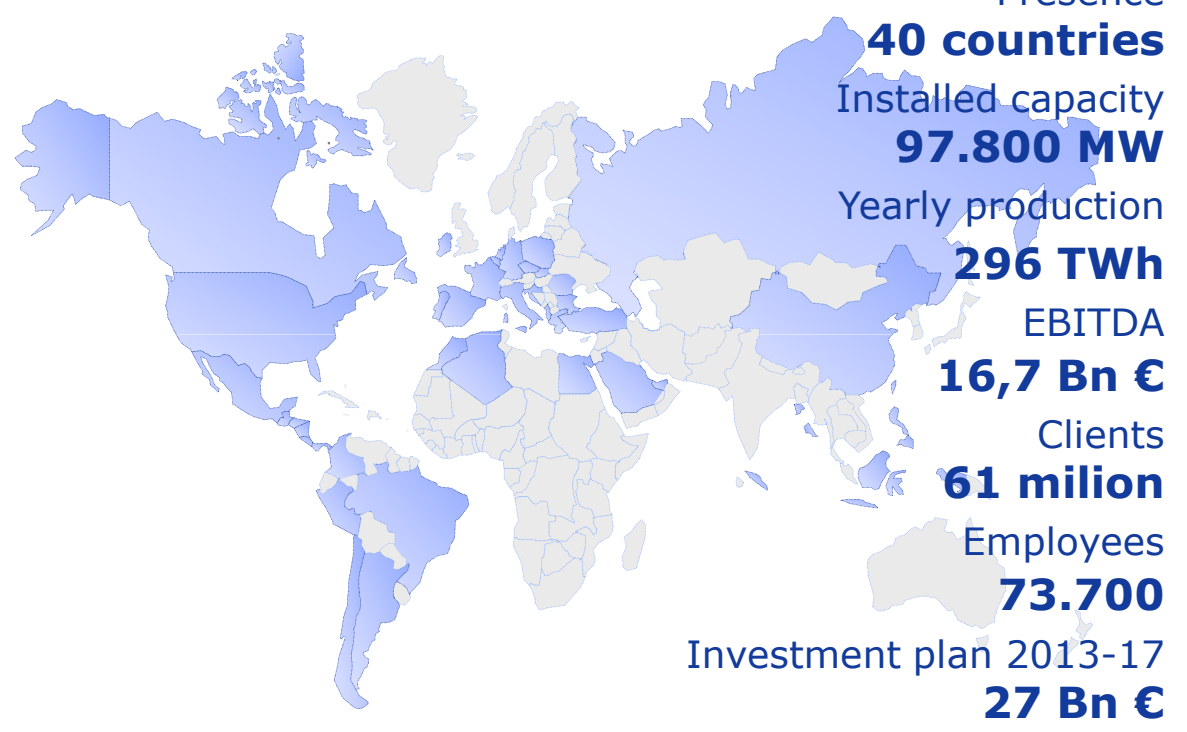 Presence
40 countries
Installed capacity
97.800 MW
Yearly production
296 TWh
EBITDA
16,7 Bn €
Clients
61 milion
Employees
73.700
Investment plan 2013-17
27 Bn €